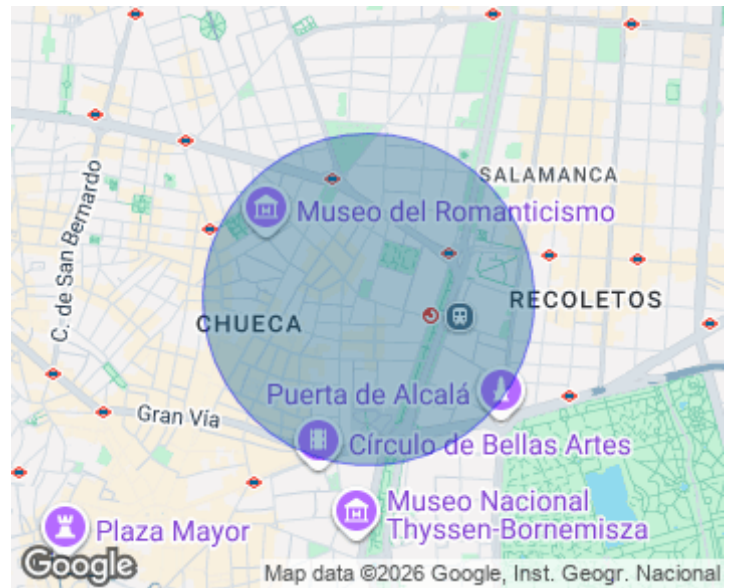 SALAMANCA
Museo del Romanticismo
C. de San Bernardo
RECOLETOS
CHUECA
Puerta de Alcalá
Gran Vía
Círculo de Bellas Artes
Museo Nacional
Thyssen-Bornemisza
Plaza Mayor
Google
Map data ©2026 Google, Inst. Geogr. Nacional